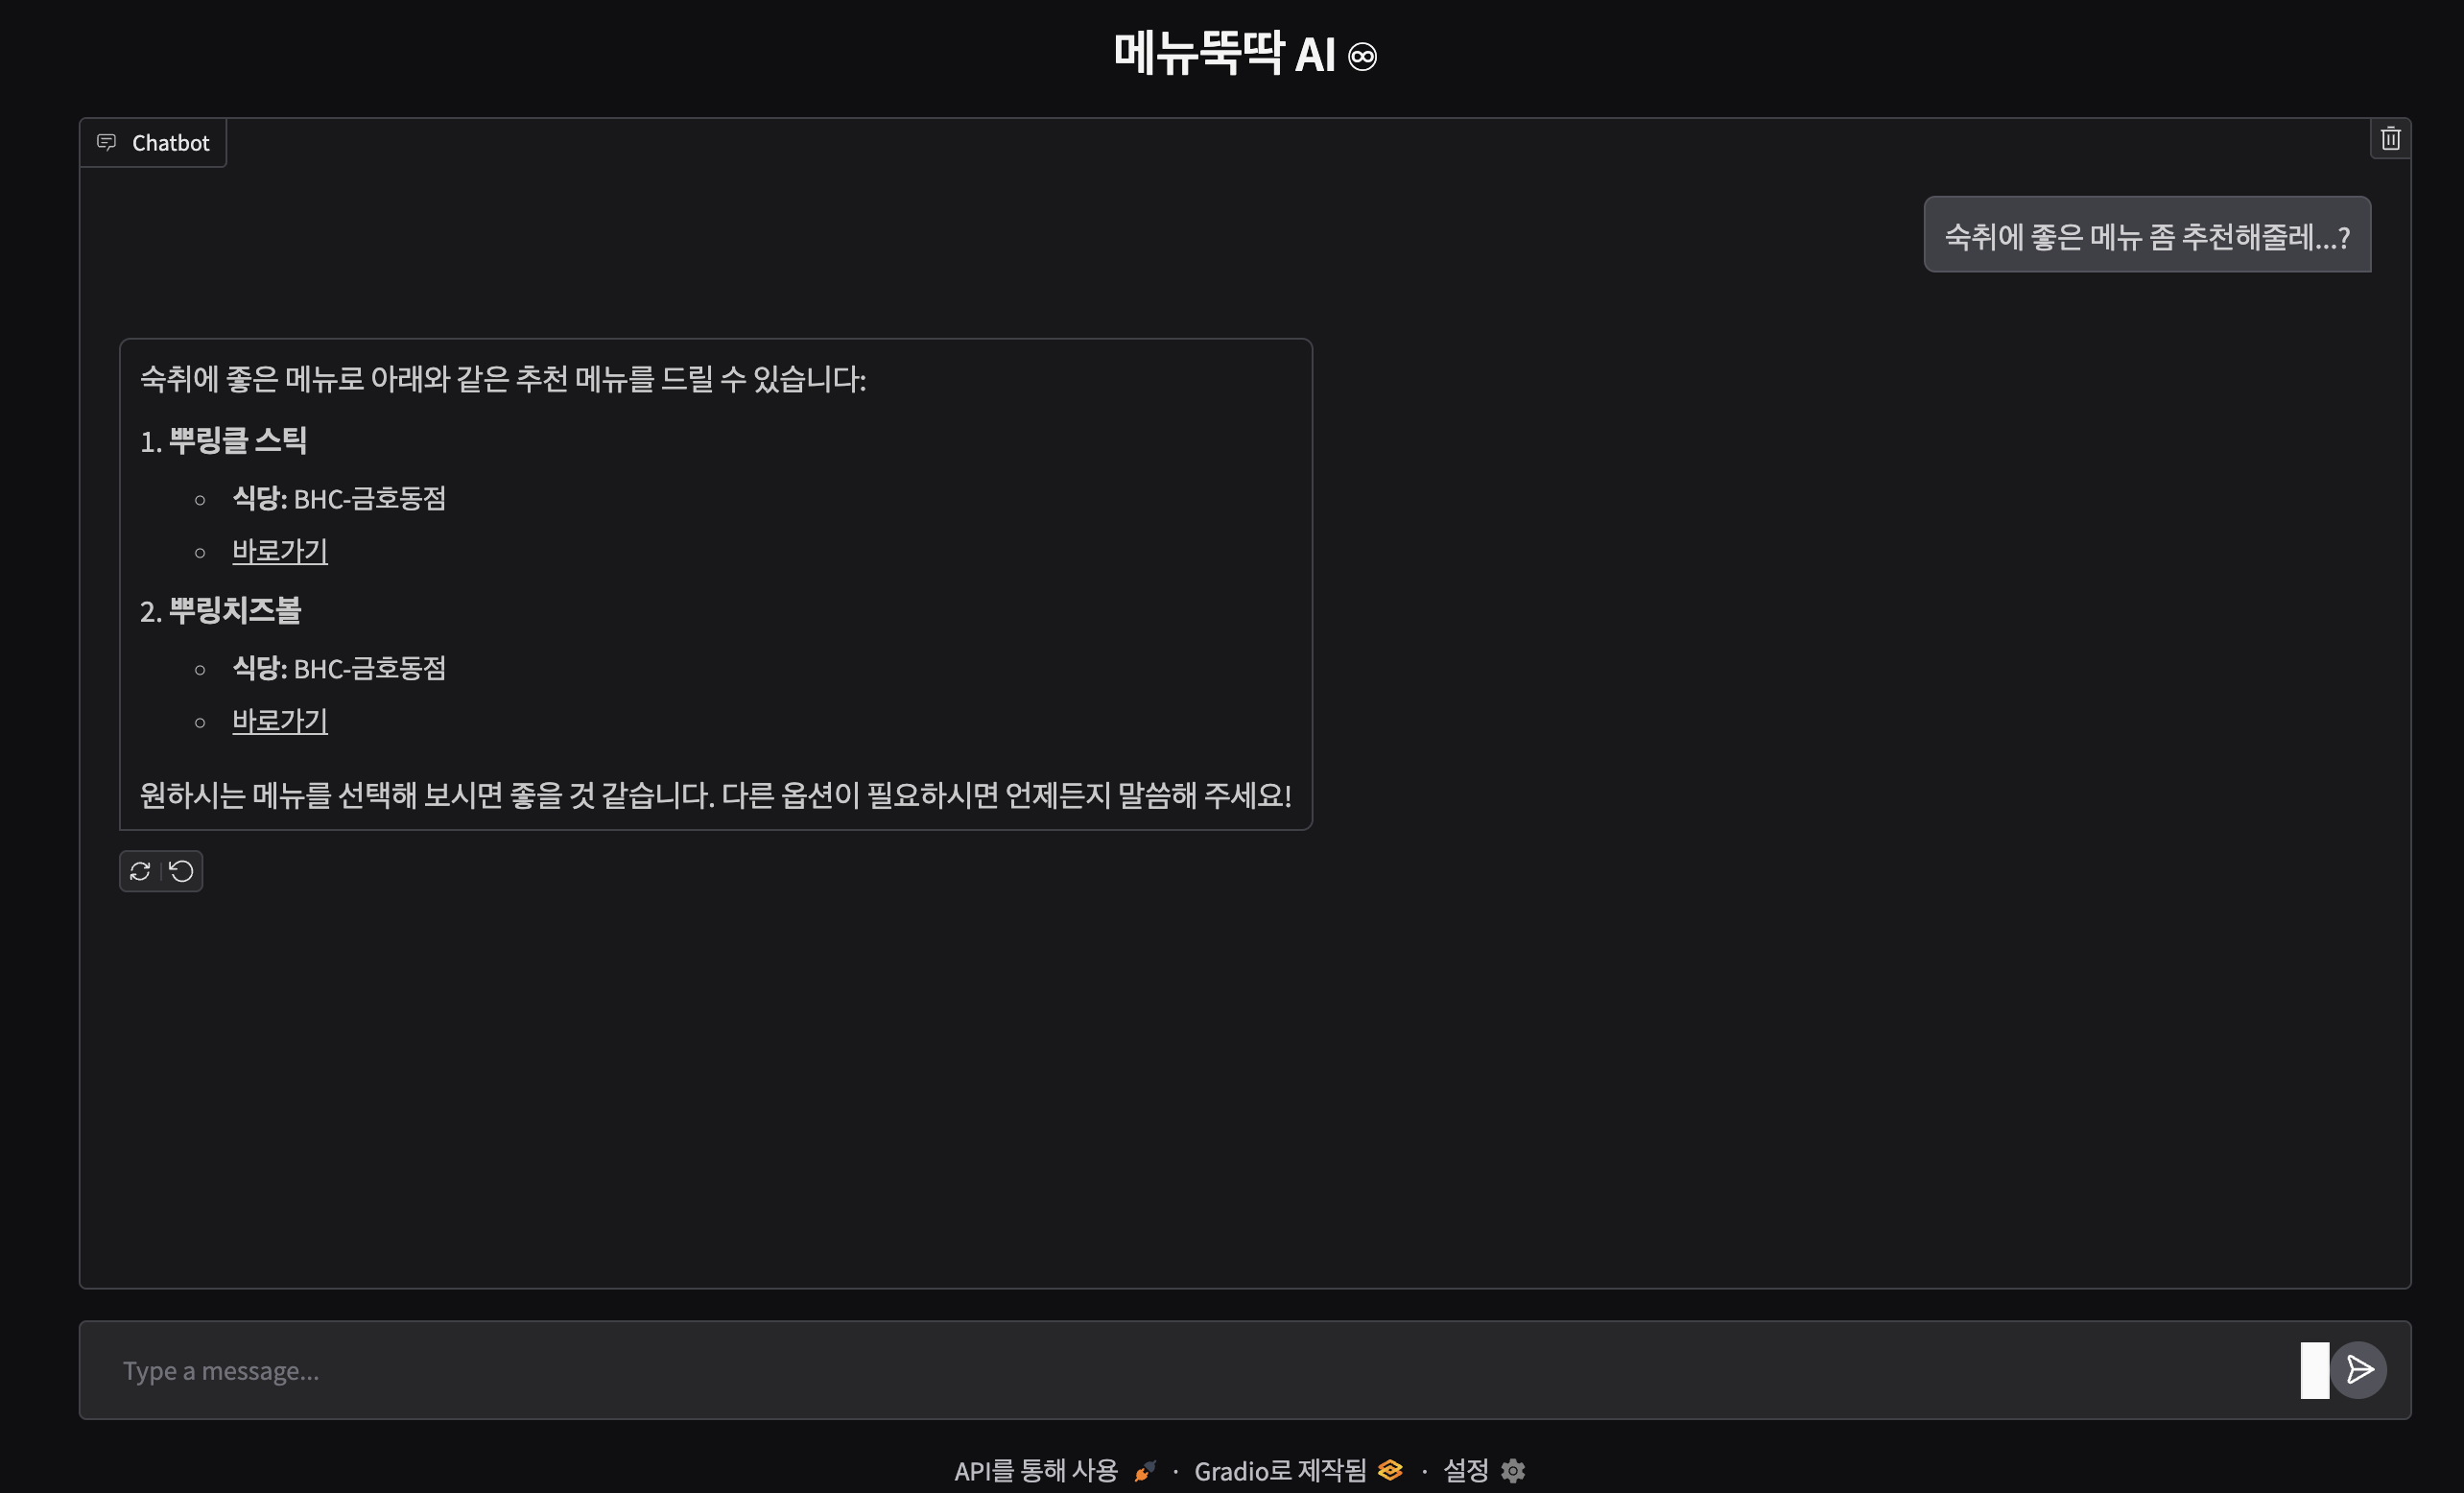 메뉴뚝딱 AI ♾
Chatbot
숙취에 좋은 메뉴 좀 추천해줄레...?
숙취에 좋은 메뉴로 아래와 같은 추천 메뉴를 드릴 수 있습니다:
1. 뿌링클 스틱
식당: BHC-금호동점
바로가기
2. 뿌링치즈볼
식당: BHC-금호동점
바로가기
원하시는 메뉴를 선택해 보시면 좋을 것 같습니다. 다른 옵션이 필요하시면 언제든지 말씀해 주세요!
Type a message...
API를 통해 사용 · Gradio로 제작됨 · 설정